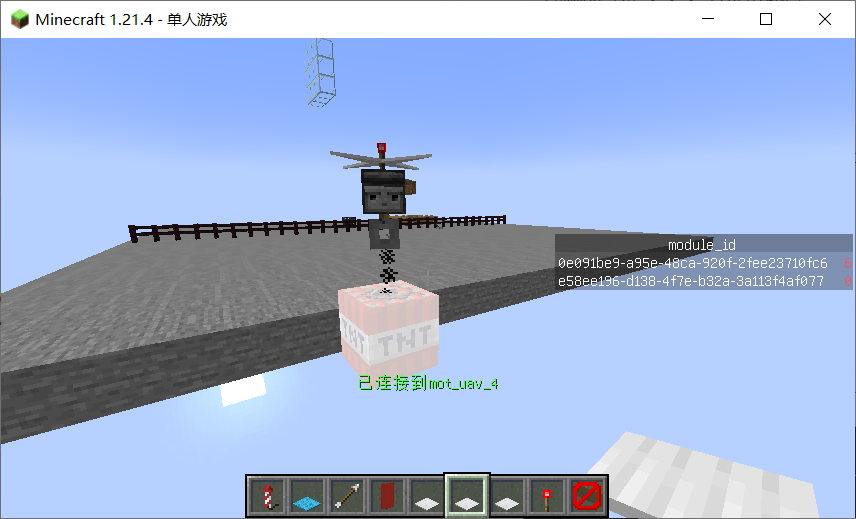 Minecraft 1.21.4 - 单人游戏
module_id
0e091be9-a95e-48ca-920f-2fee23710fc6
e58ee196-d138-4f7e-b32a-3a113f4af077
TNT TNT
已连接到mot_uav_4